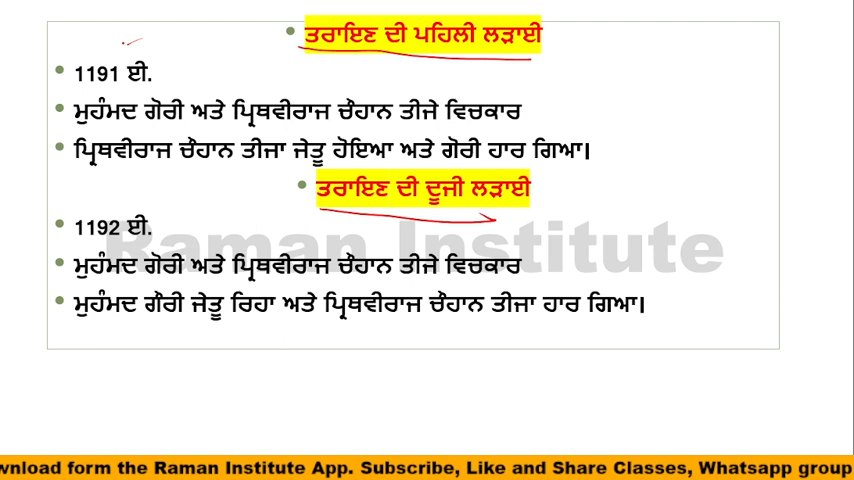 ਤਰਾਇਣ ਦੀ ਪਹਿਲੀ ਲੜਾਈ
1191 ਈ.
ਮੁਹੰਮਦ ਗੋਰੀ ਅਤੇ ਪ੍ਰਿਥਵੀਰਾਜ ਚੌਹਾਨ ਤੀਜੇ ਵਿਚਕਾਰ
ਪ੍ਰਿਥਵੀਰਾਜ ਚੌਹਾਨ ਤੀਜਾ ਜੇਤੂ ਹੋਇਆ ਅਤੇ ਗੋਰੀ ਹਾਰ ਗਿਆ।
ਤਰਾਇਣ ਦੀ ਦੂਜੀ ਲੜਾਈ
1192 ਈ.
Raman Institute
ਮੁਹੰਮਦ ਗੋਰੀ ਅਤੇ ਪ੍ਰਿਥਵੀਰਾਜ ਚੌਹਾਨ ਤੀਜੇ ਵਿਚਕਾਰ
ਮੁਹੰਮਦ ਗੌਰੀ ਜੇਤੂ ਰਿਹਾ ਅਤੇ ਪ੍ਰਿਥਵੀਰਾਜ ਚੌਹਾਨ ਤੀਜਾ ਹਾਰ ਗਿਆ।
wnload form the Raman Institute App. Subscribe, Like and Share Classes, Whatsapp group